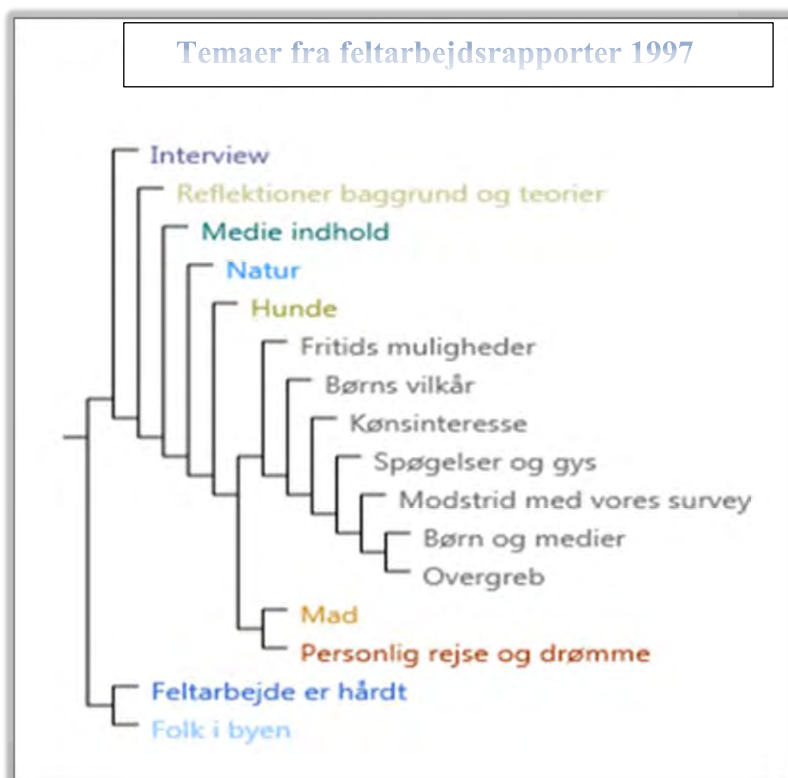 Temaer fra feltarbejdsrapporter 1997
Interview
Reflektioner baggrund og teorier
Medie indhold
Natur
Hunde
Fritids muligheder
Børns vilkår
Kønsinteresse
Spøgelser og gys
Modstrid med vores survey
Børn og medier
Overgreb
Mad
Personlig rejse og drømme
Feltarbejde er hårdt
Folk i byen